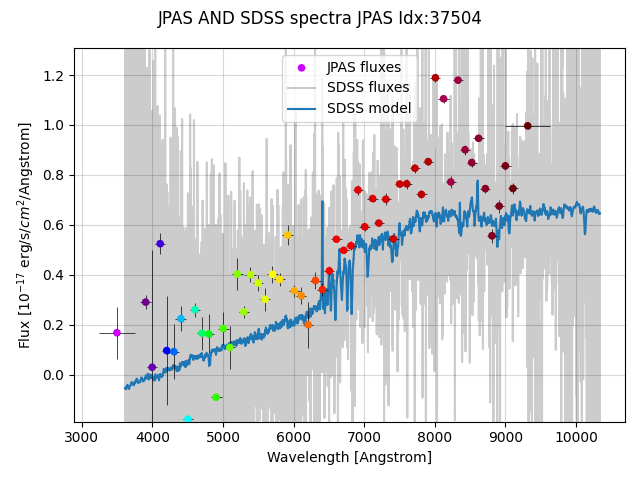 JPAS AND SDSS spectra JPAS Idx:37504
JPAS fluxes
SDSS fluxes
SDSS model
Flux [10⁻¹⁷ erg/s/cm²/Angstrom]
1.2
1.0
0.8
0.6
0.4
0.2
0.0
3000 4000 5000 6000 7000 8000 9000 10000
Wavelength [Angstrom]